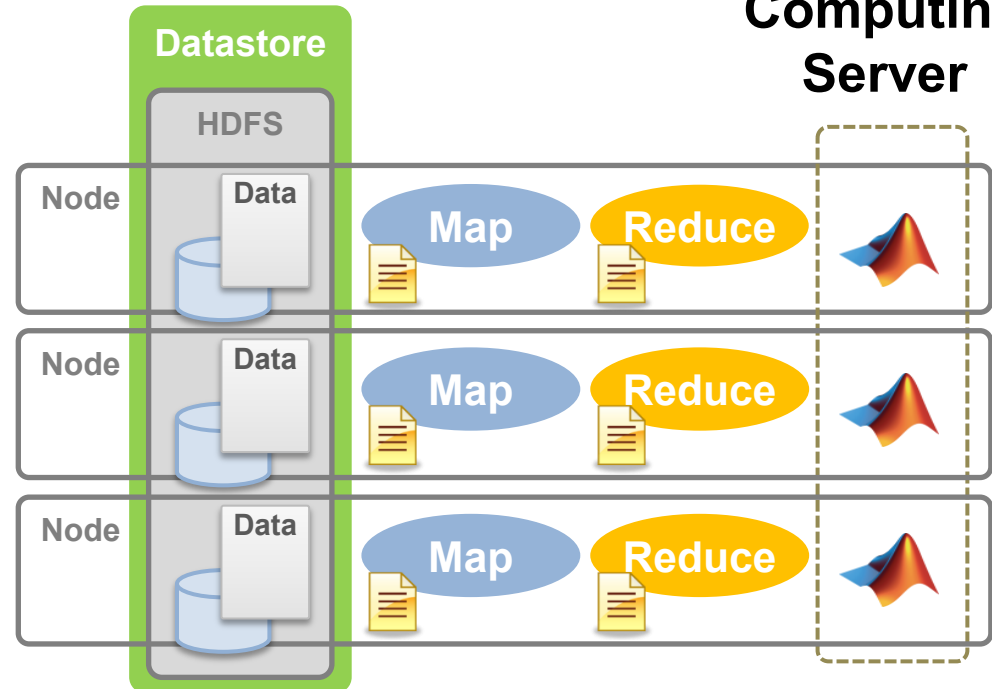 Computin
Server
Datastore
HDFS
Node
Data
Map
Reduce
Node
Data
Map
Reduce
Node
Data
Map
Reduce